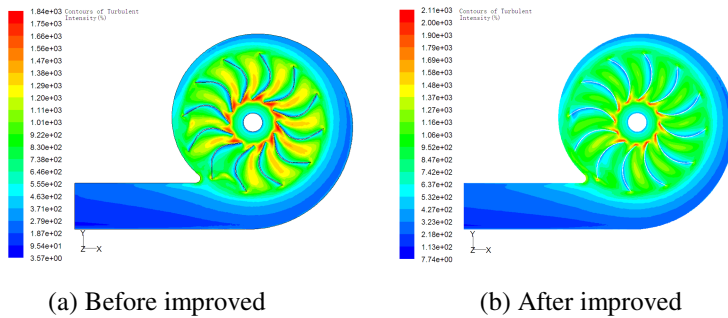 1.84e+03
1.75e+03
1.66e+03
1.57e+03
1.47e+03
1.38e+03
1.29e+03
1.20e+03
1.11e+03
1.01e+03
9.22e+02
8.30e+02
7.38e+02
6.46e+02
5.55e+02
4.63e+02
3.71e+02
2.79e+02
1.87e+02
9.54e+01
3.57e+00
Contours of Turbulent
Intensity(%)
Y
Z X
(a) Before improved
2.11e+03
2.00e+03
1.90e+03
1.79e+03
1.69e+03
1.58e+03
1.48e+03
1.37e+03
1.27e+03
1.16e+03
1.06e+03
9.52e+02
8.47e+02
7.42e+02
6.37e+02
5.32e+02
4.27e+02
3.23e+02
2.18e+02
1.13e+02
7.74e+00
Contours of Turbulent
Intensity(%)
Y
Z X
(b) After improved